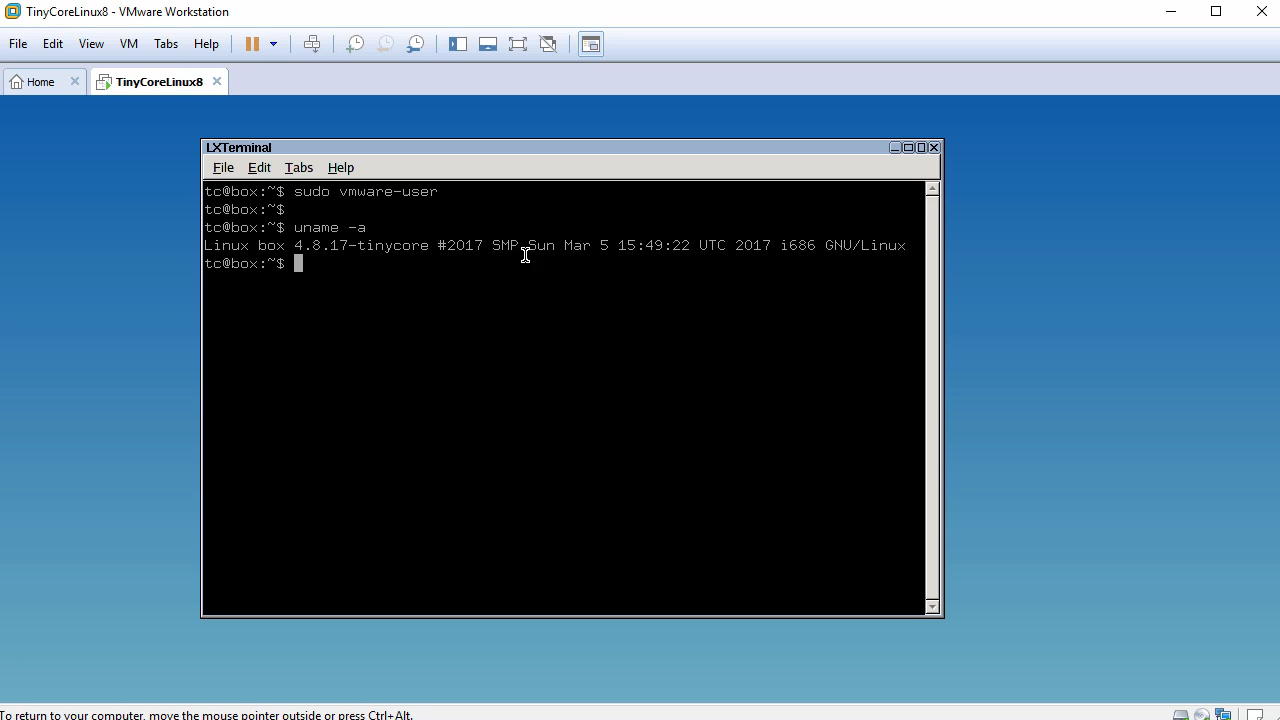 TinyCoreLinux8 - VMware Workstation
File Edit View VM Tabs Help
Home TinyCoreLinux8
LXTerminal
File Edit Tabs Help
tc@box:~$ sudo vmware-user
tc@box:~$
tc@box:~$ uname -a
Linux box 4.8.17-tinycore #2017 SMP Sun Mar 5 15:49:22 UTC 2017 i686 GNU/Linux
tc@box:~$
To return to your computer, move the mouse pointer outside or press Ctrl+Alt.